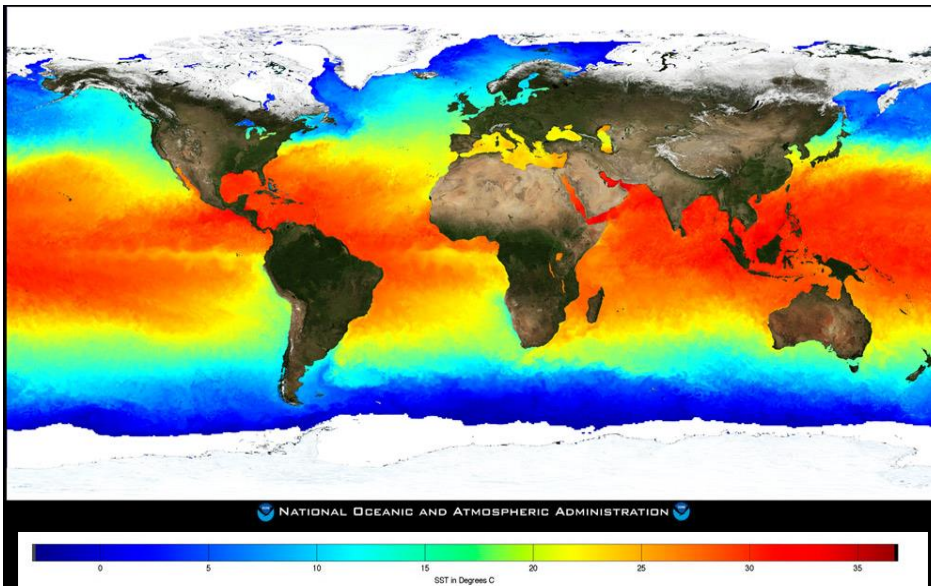 NATIONAL OCEANIC AND ATMOSPHERIC ADMINISTRATION
0 5 10 15 20 25 30 35
SST in Degrees C